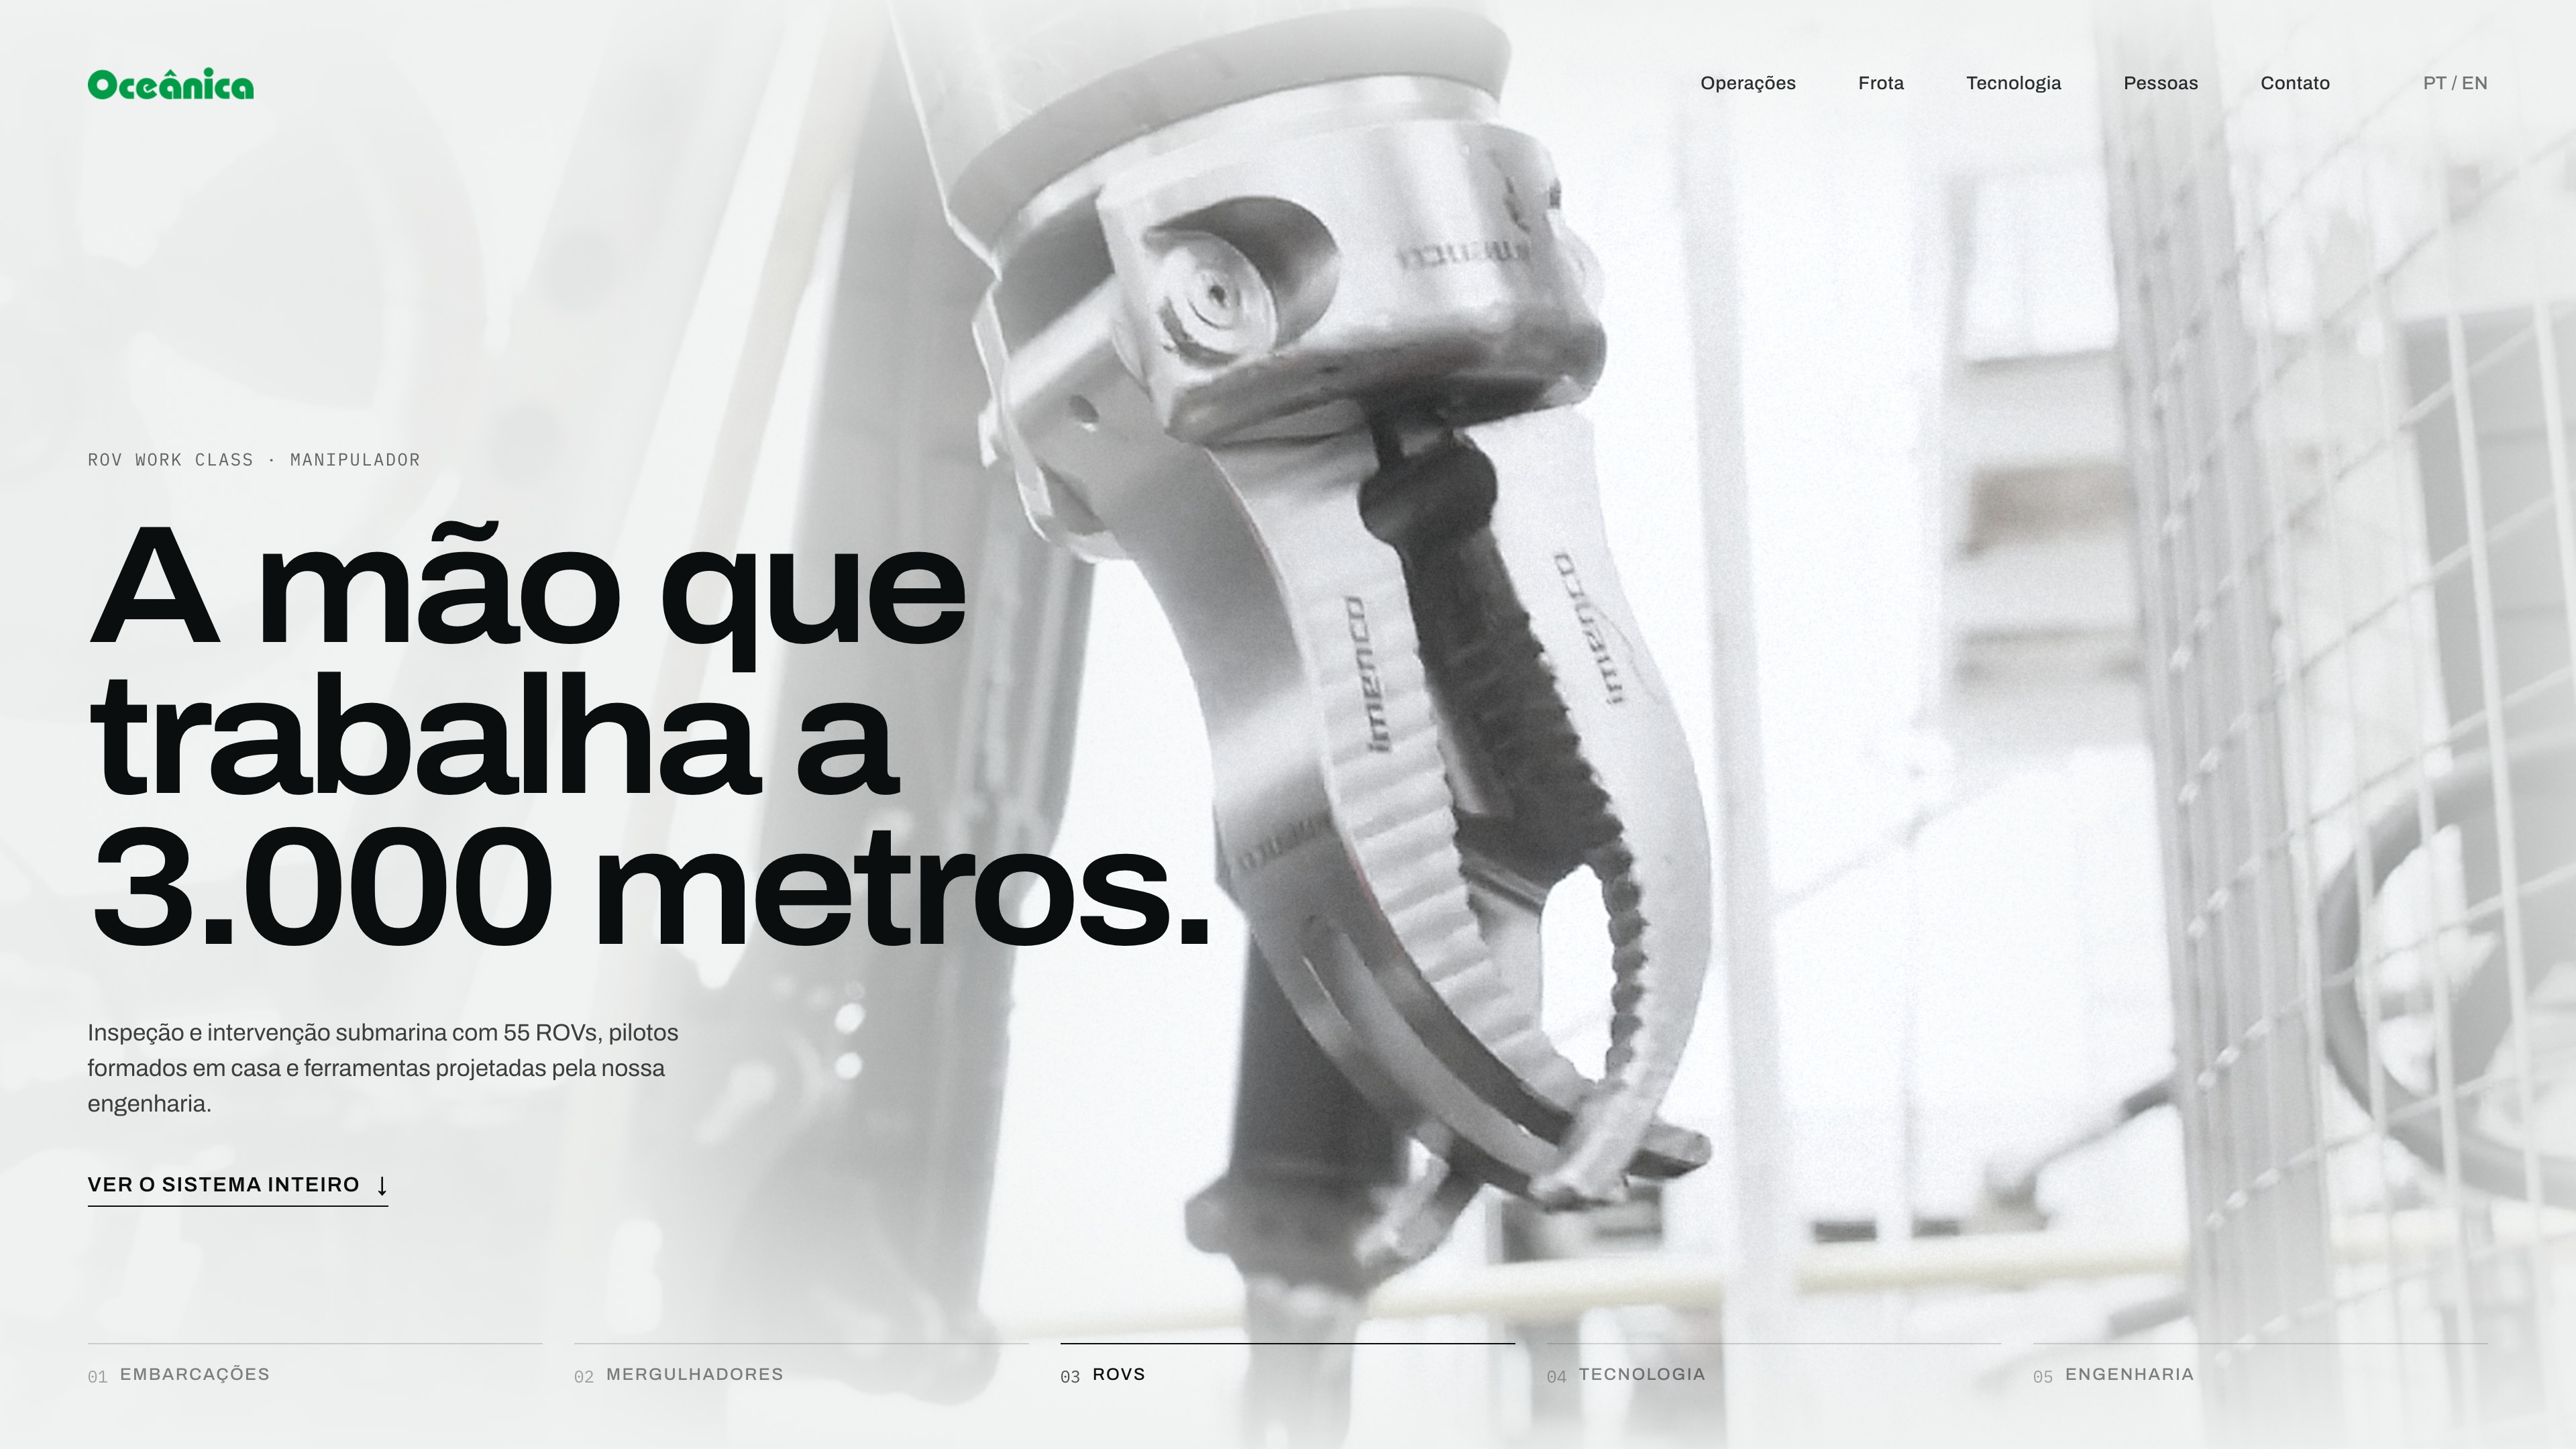 Oceânica
Operações Frota Tecnologia Pessoas Contato PT / EN
ROV WORK CLASS · MANIPULADOR
A mão que
trabalha a
3.000 metros.
imenco
imenco
Inspeção e intervenção submarina com 55 ROVs, pilotos
formados em casa e ferramentas projetadas pela nossa
engenharia.
VER O SISTEMA INTEIRO ↓
01 EMBARCAÇÕES
02 MERGULHADORES
03 ROVS
04 TECNOLOGIA
05 ENGENHARIA